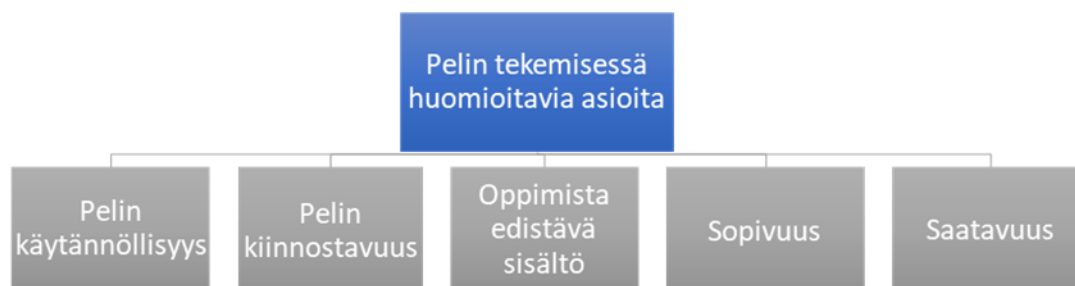 Pelin tekemisessä
huomioitavia asioita
Pelin
käytännöllisyys
Pelin
kiinnostavuus
Oppimista
edistävä
sisältö
Sopivuus
Saatavuus